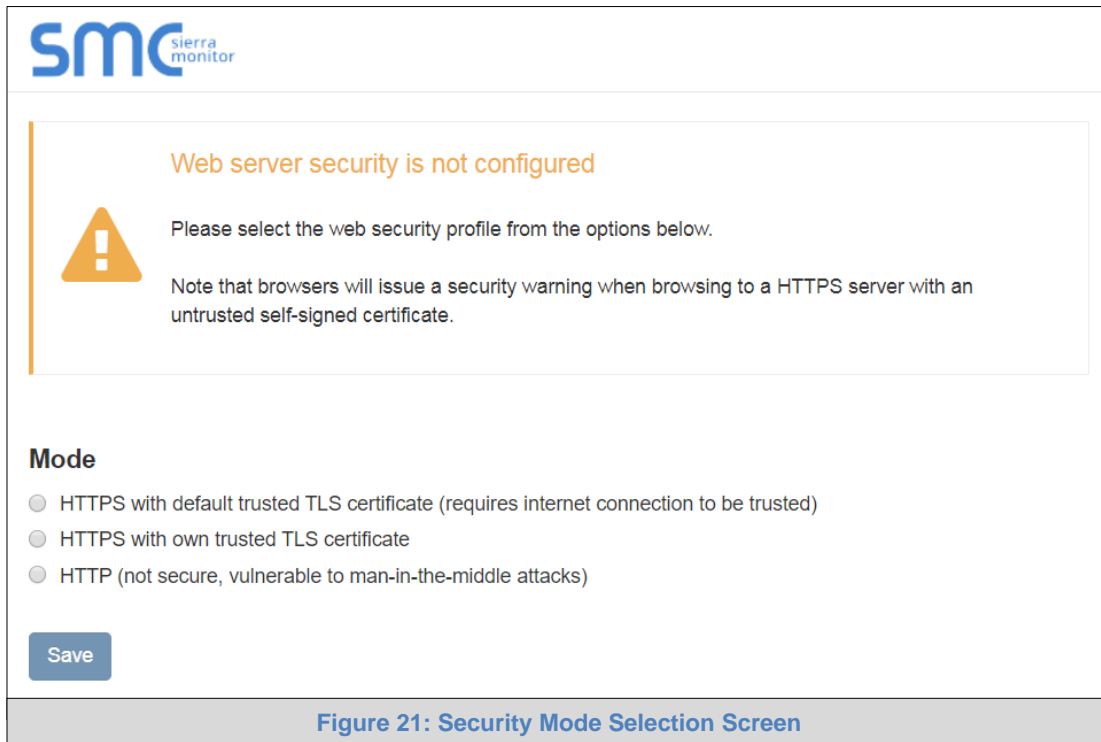 SMC sierra
monitor
Web server security is not configured
Please select the web security profile from the options below.
Note that browsers will issue a security warning when browsing to a HTTPS server with an
untrusted self-signed certificate.
Mode
HTTPS with default trusted TLS certificate (requires internet connection to be trusted)
HTTPS with own trusted TLS certificate
HTTP (not secure, vulnerable to man-in-the-middle attacks)
Save
Figure 21: Security Mode Selection Screen